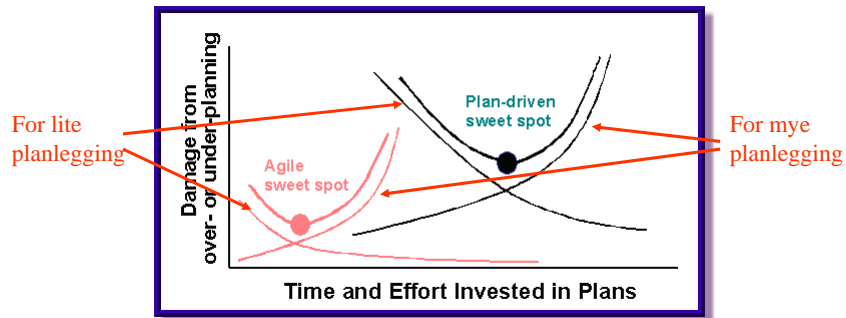 For lite
planlegging
Damage from
over- or under-planning
Agile
sweet spot
Plan-driven
sweet spot
For mye
planlegging
Time and Effort Invested in Plans